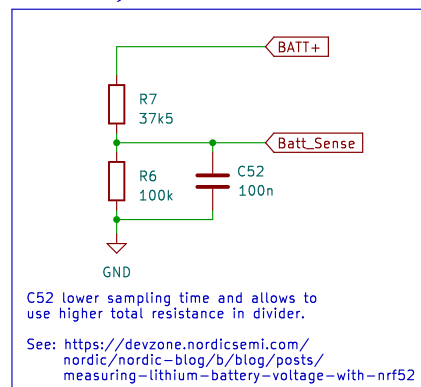 BATT+
R7
37k5
Batt_Sense
R6
100k
C52
100n
GND
C52 lower sampling time and allows to
use higher total resistance in divider.
See: https://devzone.nordicsemi.com/
nordic/nordic-blog/b/blog/posts/
measuring-lithium-battery-voltage-with-nrf52